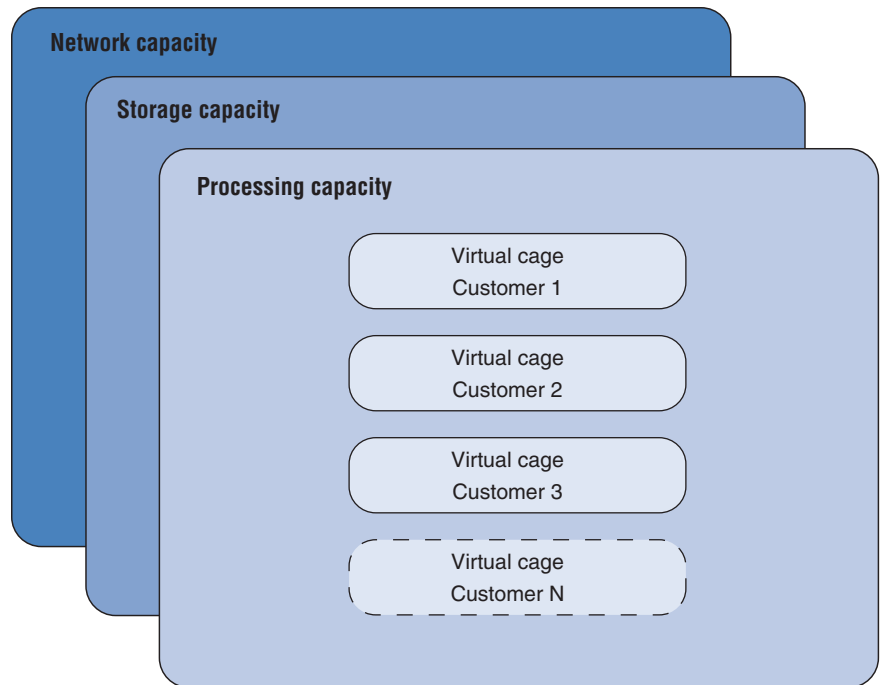 Network capacity
Storage capacity
Processing capacity
Virtual cage
Customer 1
Virtual cage
Customer 2
Virtual cage
Customer 3
Virtual cage
Customer N